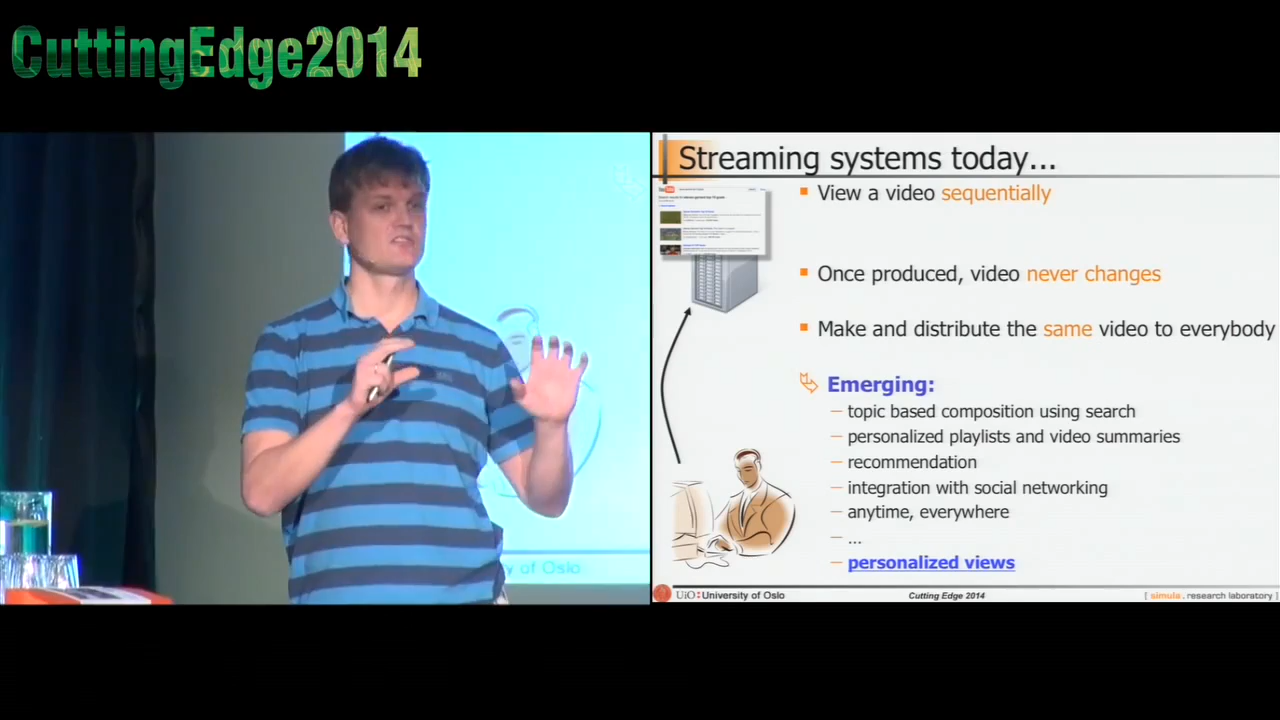 CuttingEdge2014
Streaming systems today...
View a video sequentially
Once produced, video never changes
Make and distribute the same video to everybody
Emerging:
— topic based composition using search
— personalized playlists and video summaries
— recommendation
— integration with social networking
— anytime, everywhere
— ...
— personalized views
y of Oslo
UiO : University of Oslo
Cutting Edge 2014
[ simula . research laboratory ]